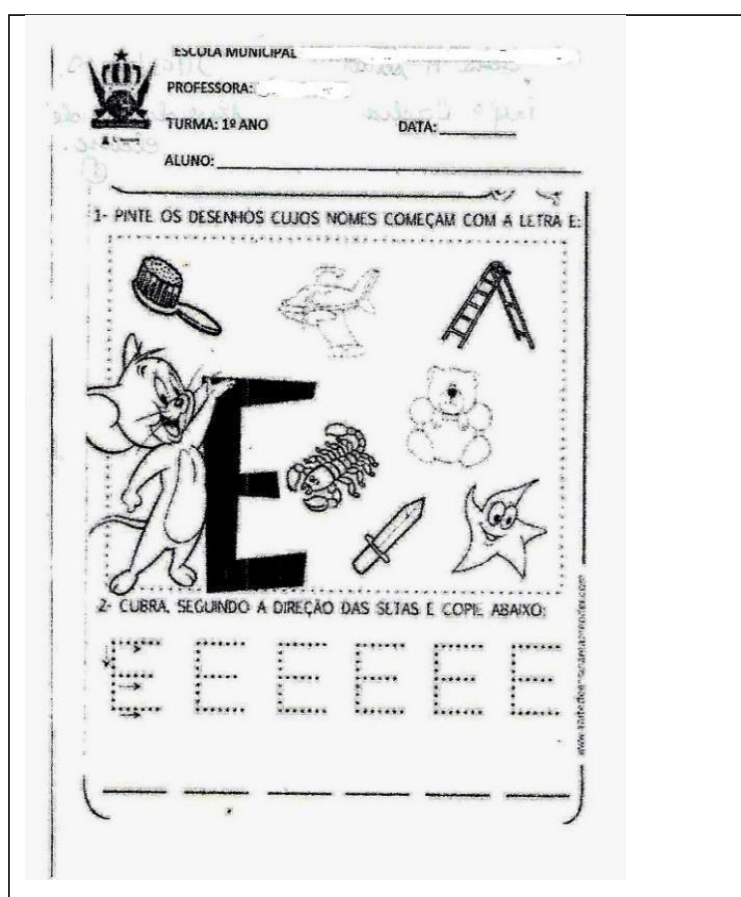 ESCOLA MUNICIPAL
PROFESSORA:
TURMA: 1º ANO DATA:
ALUNO:
1- PINTE OS DESENHOS CUJOS NOMES COMEÇAM COM A LETRA E:
E
2- CUBRA, SEGUINDO A DIREÇÃO DAS SETAS E COPIE ABAIXO:
E E E E E E